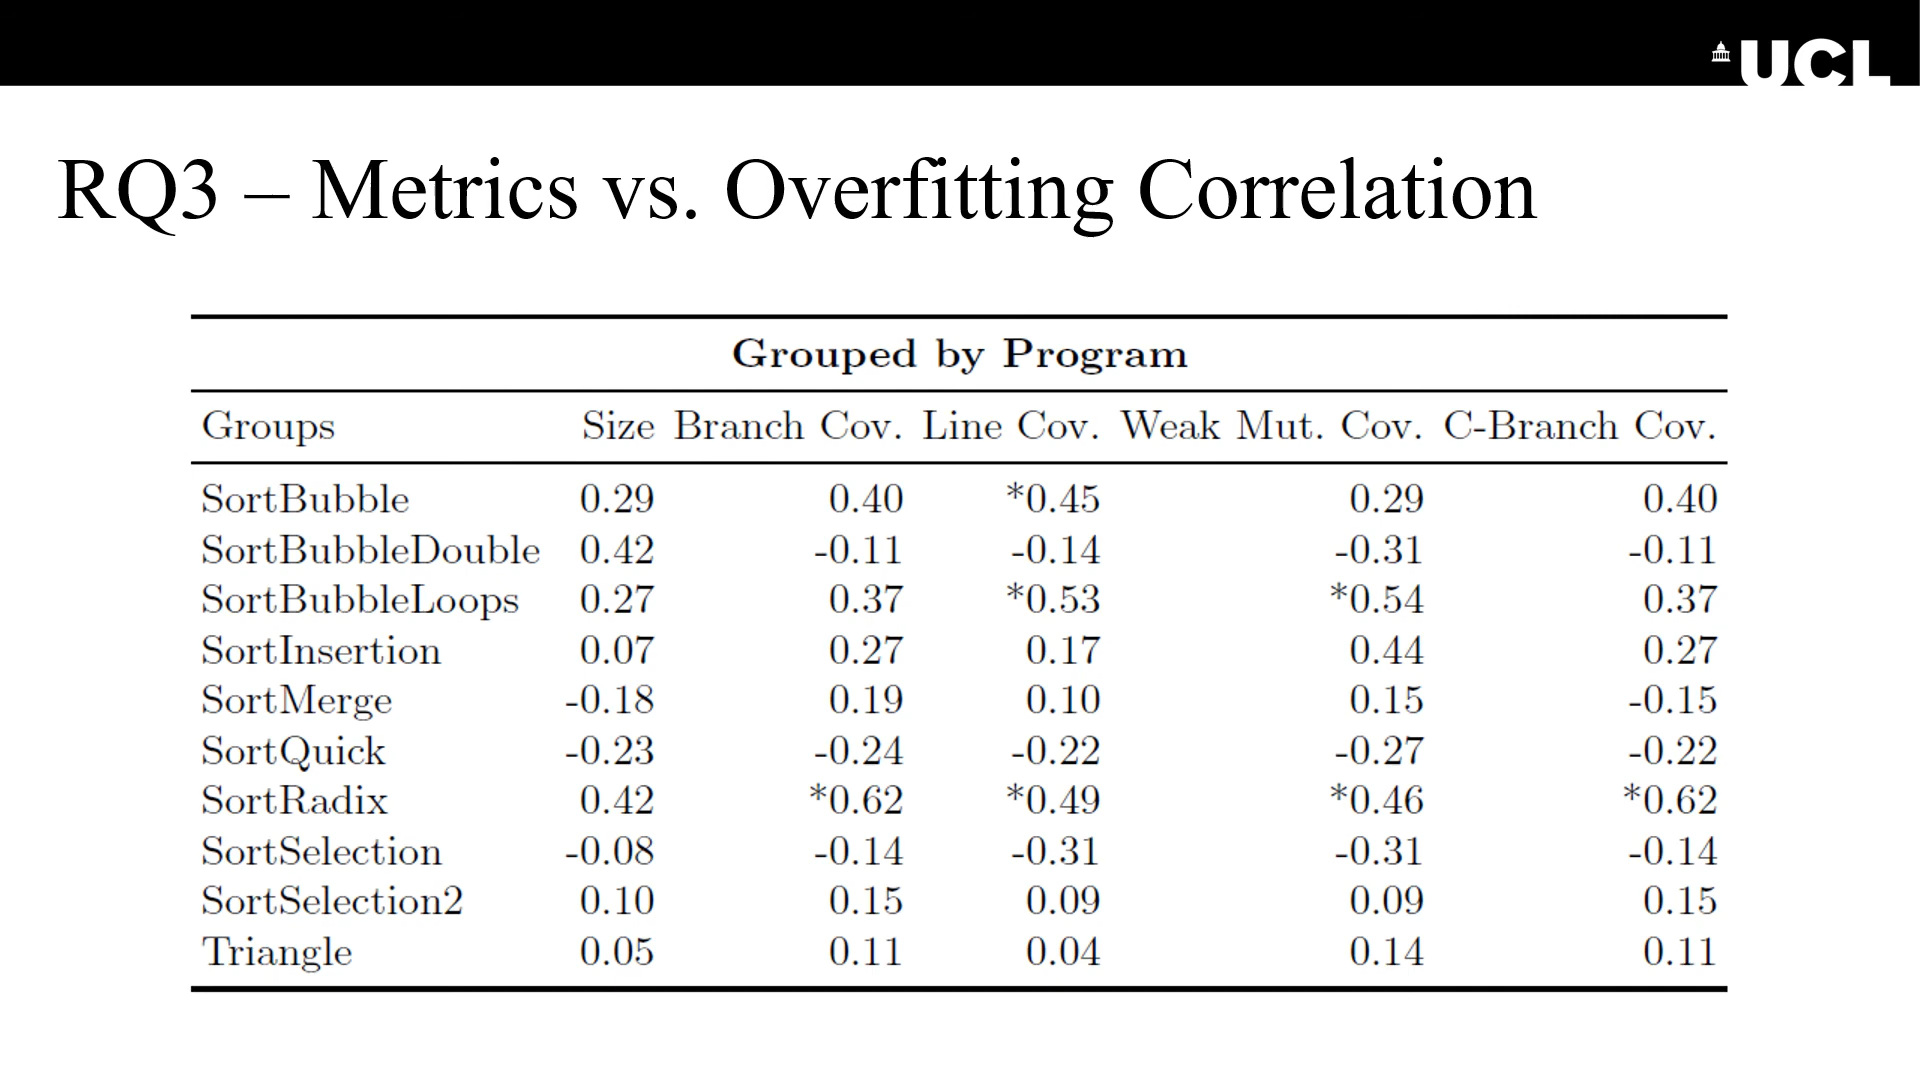 UCL
RQ3 – Metrics vs. Overfitting Correlation
Grouped by Program
Groups Size Branch Cov. Line Cov. Weak Mut. Cov. C-Branch Cov.
SortBubble 0.29 0.40 *0.45 0.29 0.40
SortBubbleDouble 0.42 -0.11 -0.14 -0.31 -0.11
SortBubbleLoops 0.27 0.37 *0.53 *0.54 0.37
SortInsertion 0.07 0.27 0.17 0.44 0.27
SortMerge -0.18 0.19 0.10 0.15 -0.15
SortQuick -0.23 -0.24 -0.22 -0.27 -0.22
SortRadix 0.42 *0.62 *0.49 *0.46 *0.62
SortSelection -0.08 -0.14 -0.31 -0.31 -0.14
SortSelection2 0.10 0.15 0.09 0.09 0.15
Triangle 0.05 0.11 0.04 0.14 0.11